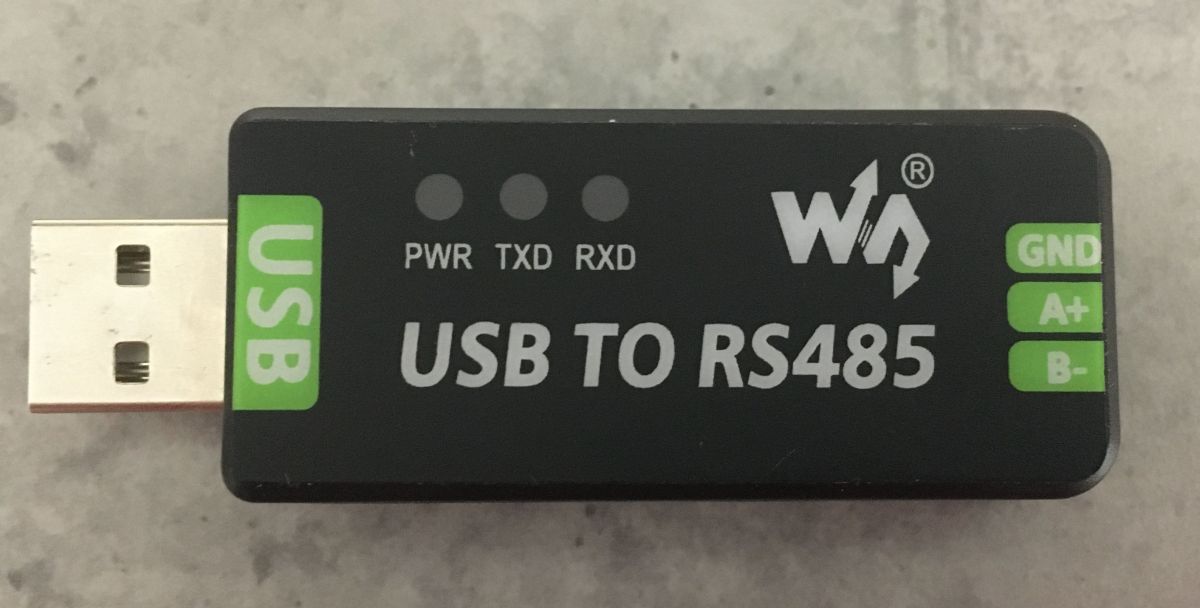 USB
PWR TXD RXD
W ®
USB TO RS485
GND
A+
B-